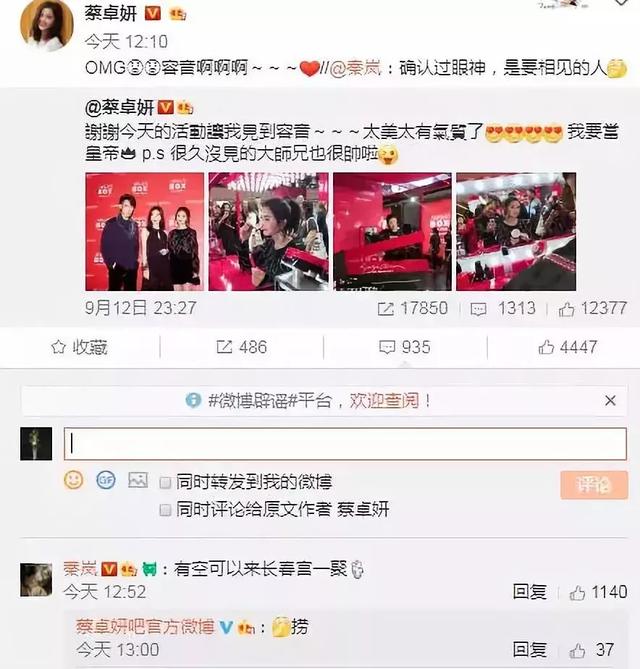 蔡卓妍
今天 12:10
OMG容音啊啊啊～～～//@秦岚：确认过眼神，是要相见的人
@蔡卓妍
謝謝今天的活動讓我見到容音～～～太美太有氣質了 我要當
皇帝 p.s 很久沒見的大師兄也很帥啦
9月12日 23:27 17850 1313 12377
收藏 486 935 4447
#微博辟谣#平台，欢迎查阅！
同时转发到我的微博
评论
同时评论给原文作者 蔡卓妍
秦岚：有空可以来长春宫一聚
今天 12:52 回复 1140
蔡卓妍吧官方微博：捞
今天 13:00 回复 37